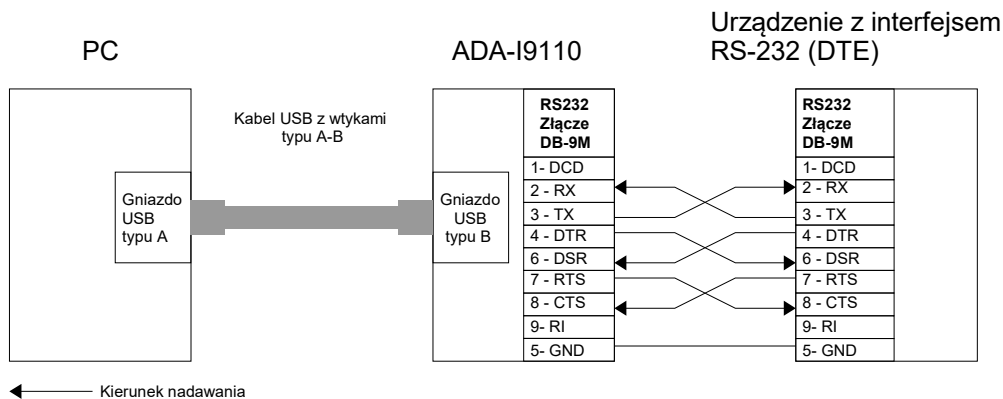 PC
ADA-I9110
Urządzenie z interfejsem
RS-232 (DTE)
Kabel USB z wtykami
typu A-B
Gniazdo
USB
typu A
Gniazdo
USB
typu B
RS232
Złącze
DB-9M
1- DCD
2 - RX
3 - TX
4 - DTR
6 - DSR
7 - RTS
8 - CTS
9- RI
5- GND
RS232
Złącze
DB-9M
1- DCD
2 - RX
3 - TX
4 - DTR
6 - DSR
7 - RTS
8 - CTS
9- RI
5- GND
Kierunek nadawania